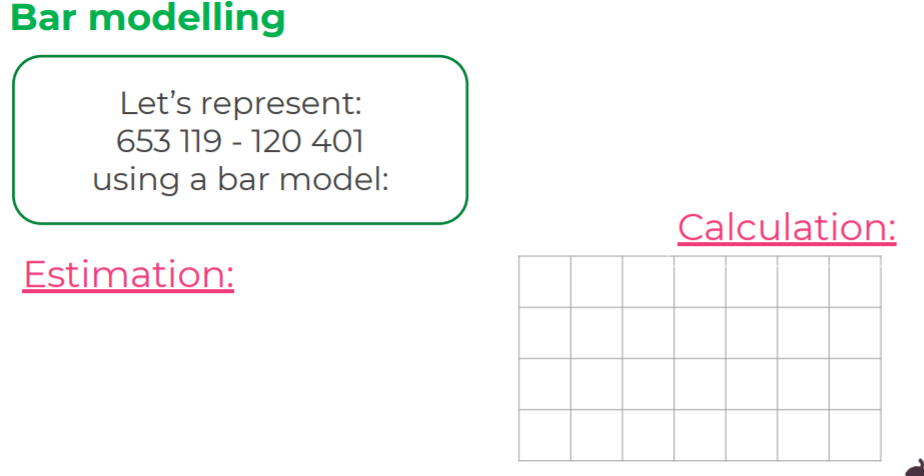 Bar modelling
Let’s represent:
653 119 - 120 401
using a bar model:
Calculation:
Estimation: